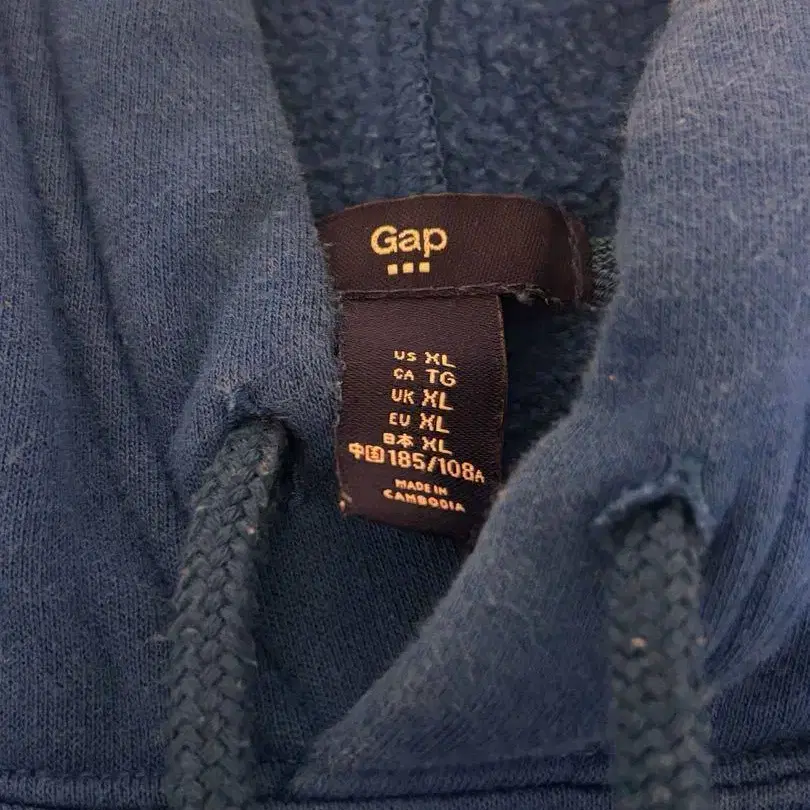 Gap
US XL
CA TG
UK XL
EU XL
日本 XL
中国 185/108A
MADE IN
CAMBODIA